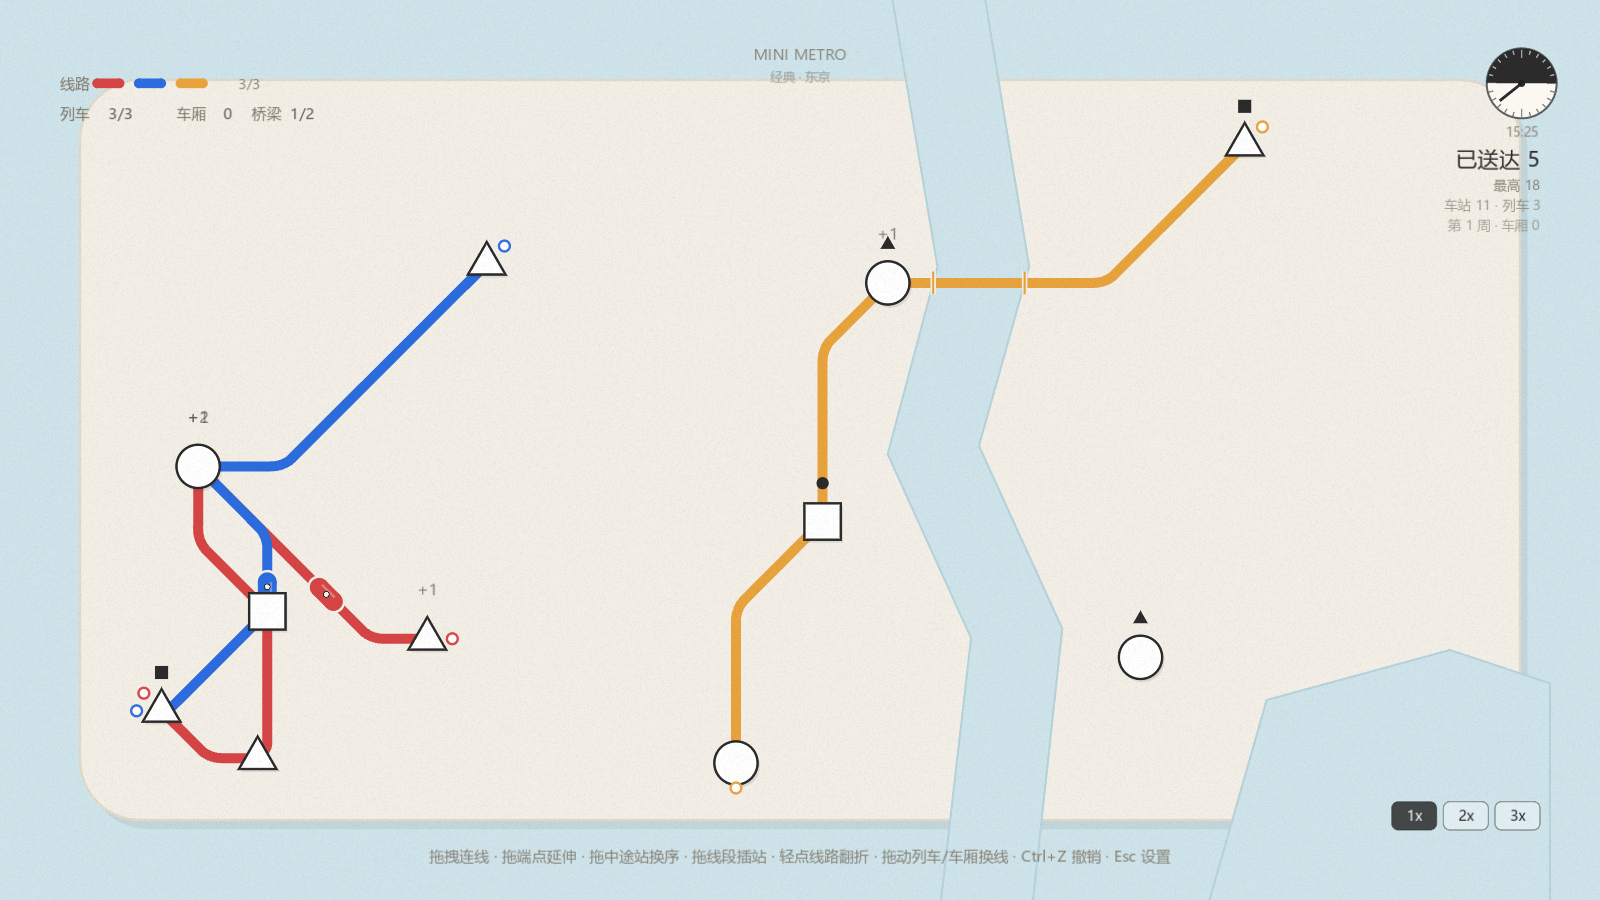 MINI METRO
经典 · 东京
线路 3/3
列车 3/3 车厢 0 桥梁 1/2
15:25
已送达 5
最高 18
车站 11 · 列车 3
第 1 周 · 车厢 0
+1
+1
1x 2x 3x
拖拽连线 · 拖端点延伸 · 拖中途站换序 · 拖线段插站 · 轻点线路翻折 · 拖动列车/车厢换线 · Ctrl+Z 撤销 · Esc 设置